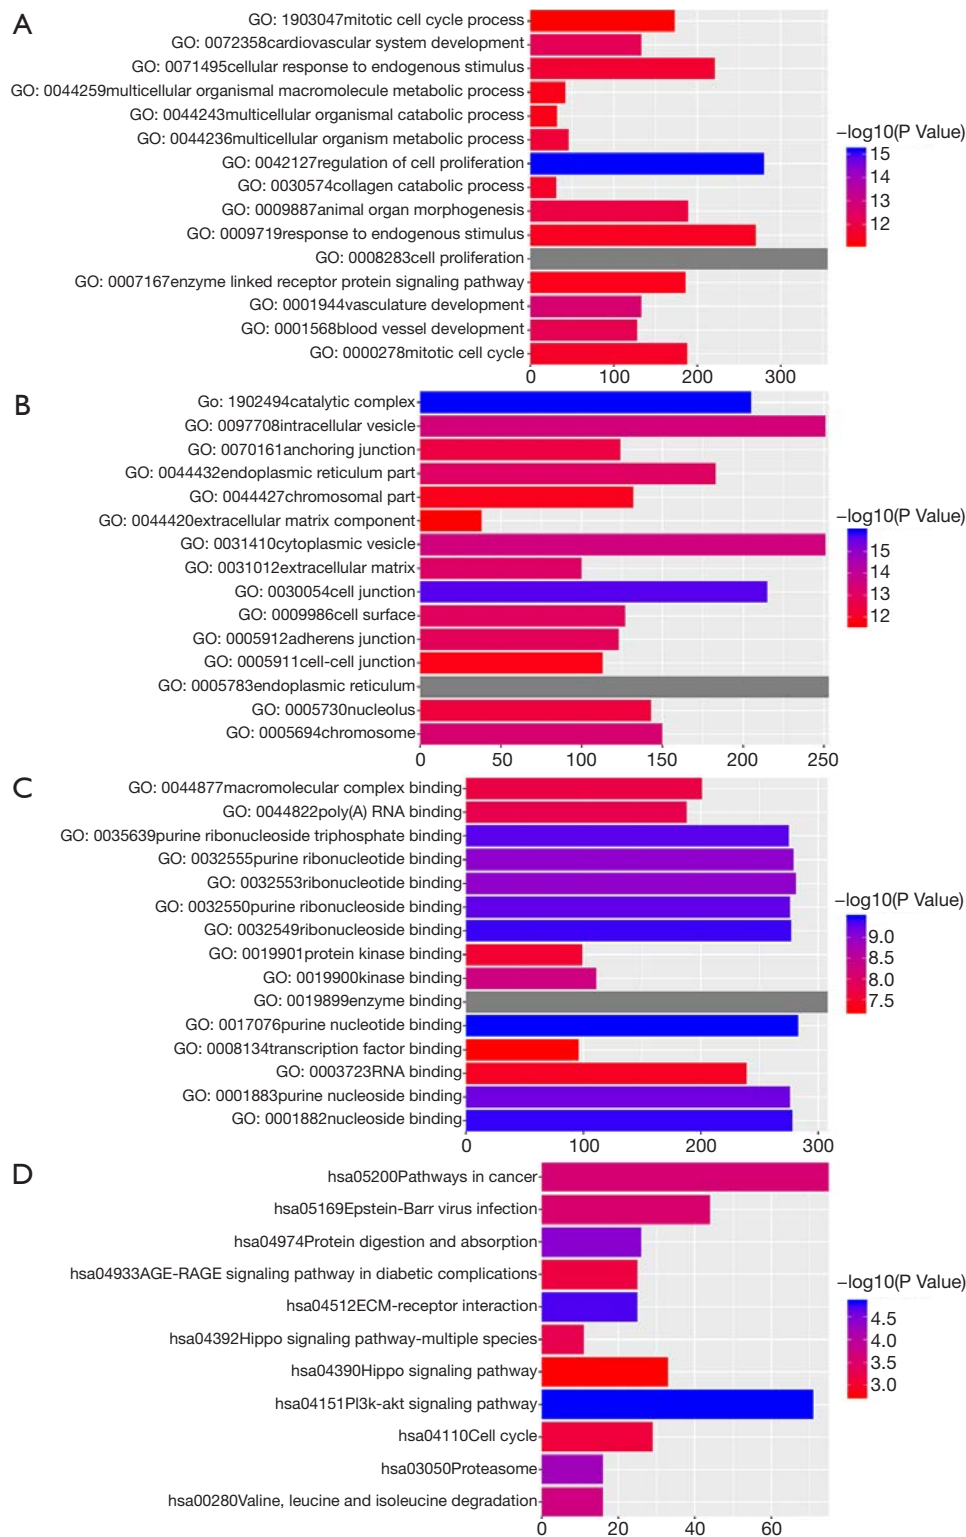 A
GO: 1903047mitotic cell cycle process
GO: 0072358cardiovascular system development
GO: 0071495cellular response to endogenous stimulus
GO: 0044259multicellular organismal macromolecule metabolic process
GO: 0044243multicellular organismal catabolic process
GO: 0044236multicellular organism metabolic process
GO: 0042127regulation of cell proliferation
GO: 0030574collagen catabolic process
GO: 0009887animal organ morphogenesis
GO: 0009719response to endogenous stimulus
GO: 0008283cell proliferation
GO: 0007167enzyme linked receptor protein signaling pathway
GO: 0001944vasculature development
GO: 0001568blood vessel development
GO: 0000278mitotic cell cycle
0 100 200 300
−log10(P Value)
15
14
13
12
B
Go: 1902494catalytic complex
GO: 0097708intracellular vesicle
GO: 0070161anchoring junction
GO: 0044432endoplasmic reticulum part
GO: 0044427chromosomal part
GO: 0044420extracellular matrix component
GO: 0031410cytoplasmic vesicle
GO: 0031012extracellular matrix
GO: 0030054cell junction
GO: 0009986cell surface
GO: 0005912adherens junction
GO: 0005911cell-cell junction
GO: 0005783endoplasmic reticulum
GO: 0005730nucleolus
GO: 0005694chromosome
0 50 100 150 200 250
−log10(P Value)
15
14
13
12
C
GO: 0044877macromolecular complex binding
GO: 0044822poly(A) RNA binding
GO: 0035639purine ribonucleoside triphosphate binding
GO: 0032555purine ribonucleotide binding
GO: 0032553ribonucleotide binding
GO: 0032550purine ribonucleoside binding
GO: 0032549ribonucleoside binding
GO: 0019901protein kinase binding
GO: 0019900kinase binding
GO: 0019899enzyme binding
GO: 0017076purine nucleotide binding
GO: 0008134transcription factor binding
GO: 0003723RNA binding
GO: 0001883purine nucleoside binding
GO: 0001882nucleoside binding
0 100 200 300
−log10(P Value)
9.0
8.5
8.0
7.5
D
hsa05200Pathways in cancer
hsa05169Epstein-Barr virus infection
hsa04974Protein digestion and absorption
hsa04933AGE-RAGE signaling pathway in diabetic complications
hsa04512ECM-receptor interaction
hsa04392Hippo signaling pathway-multiple species
hsa04390Hippo signaling pathway
hsa04151PI3k-akt signaling pathway
hsa04110Cell cycle
hsa03050Proteasome
hsa00280Valine, leucine and isoleucine degradation
0 20 40 60
−log10(P Value)
4.5
4.0
3.5
3.0